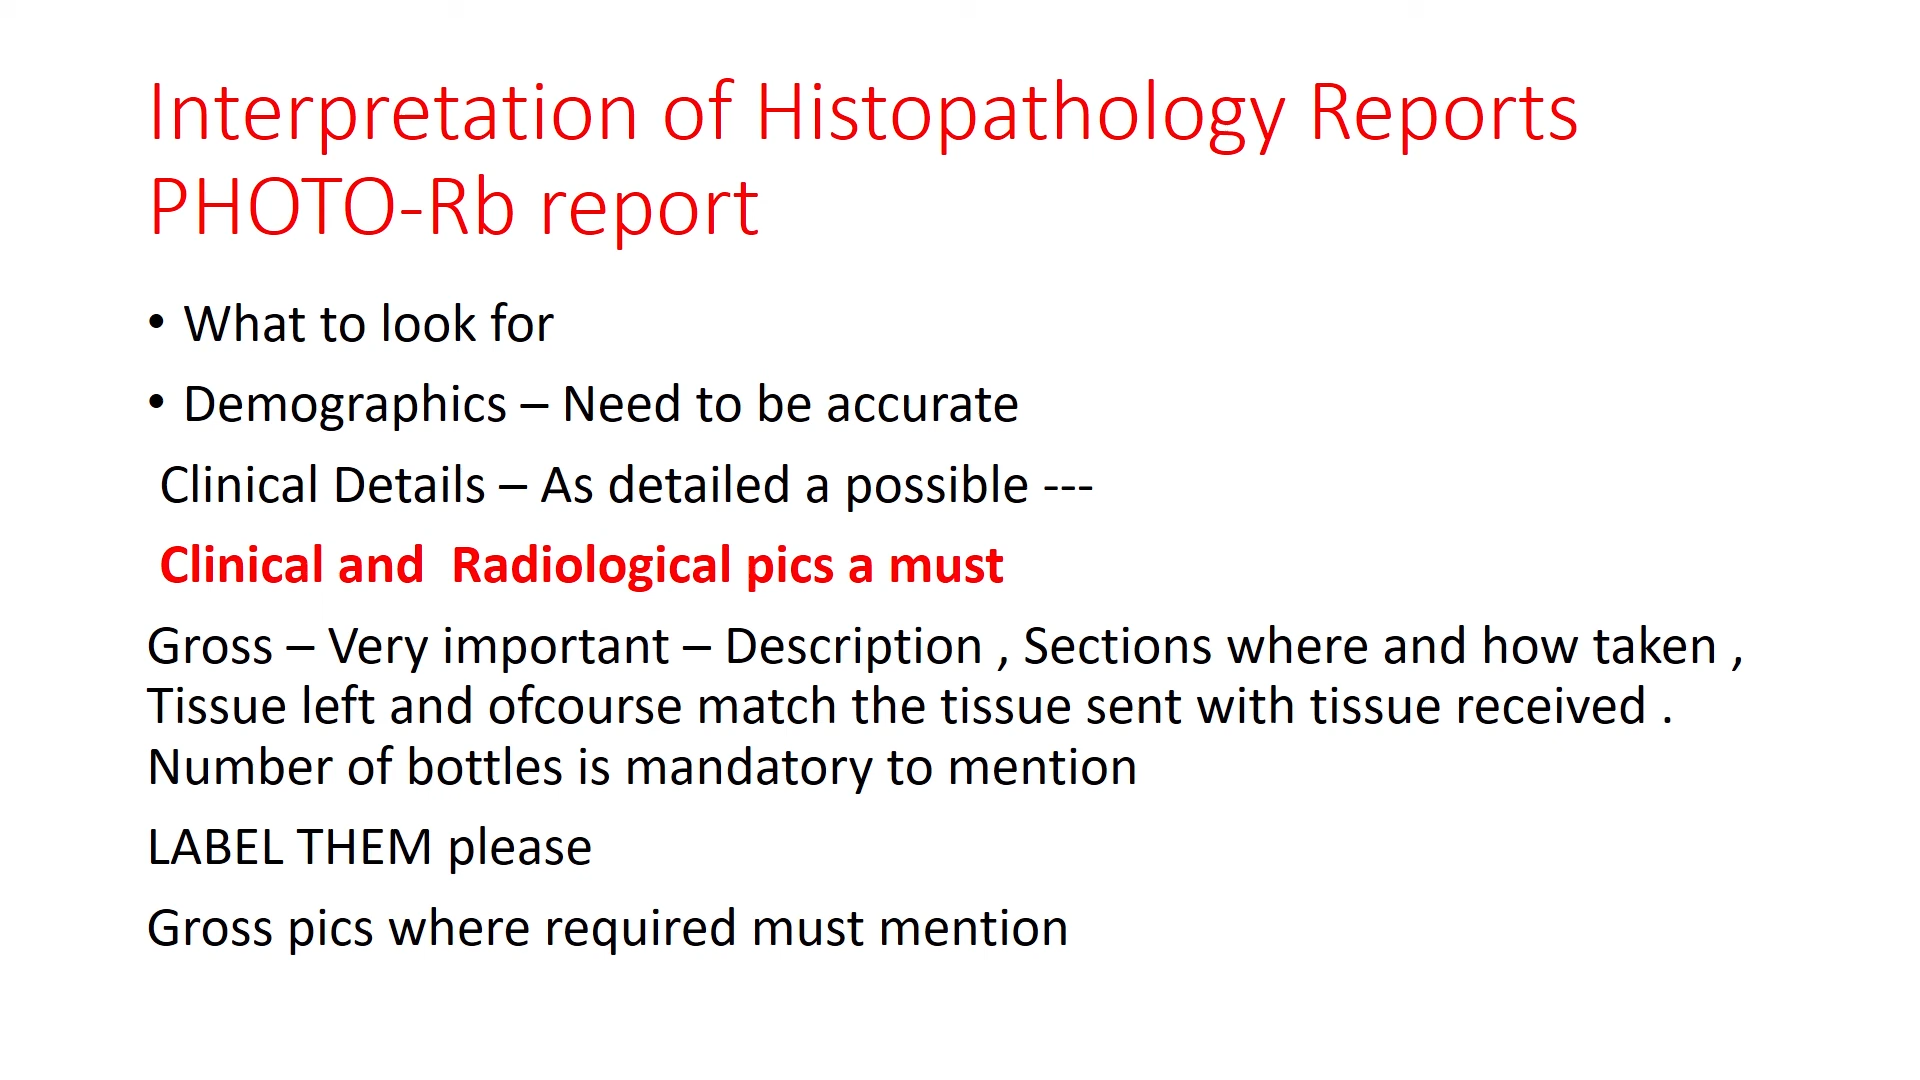 Interpretation of Histopathology Reports
PHOTO-Rb report
• What to look for
• Demographics – Need to be accurate
Clinical Details – As detailed a possible ---
Clinical and  Radiological pics a must
Gross – Very important – Description , Sections where and how taken ,
Tissue left and ofcourse match the tissue sent with tissue received .
Number of bottles is mandatory to mention
LABEL THEM please
Gross pics where required must mention